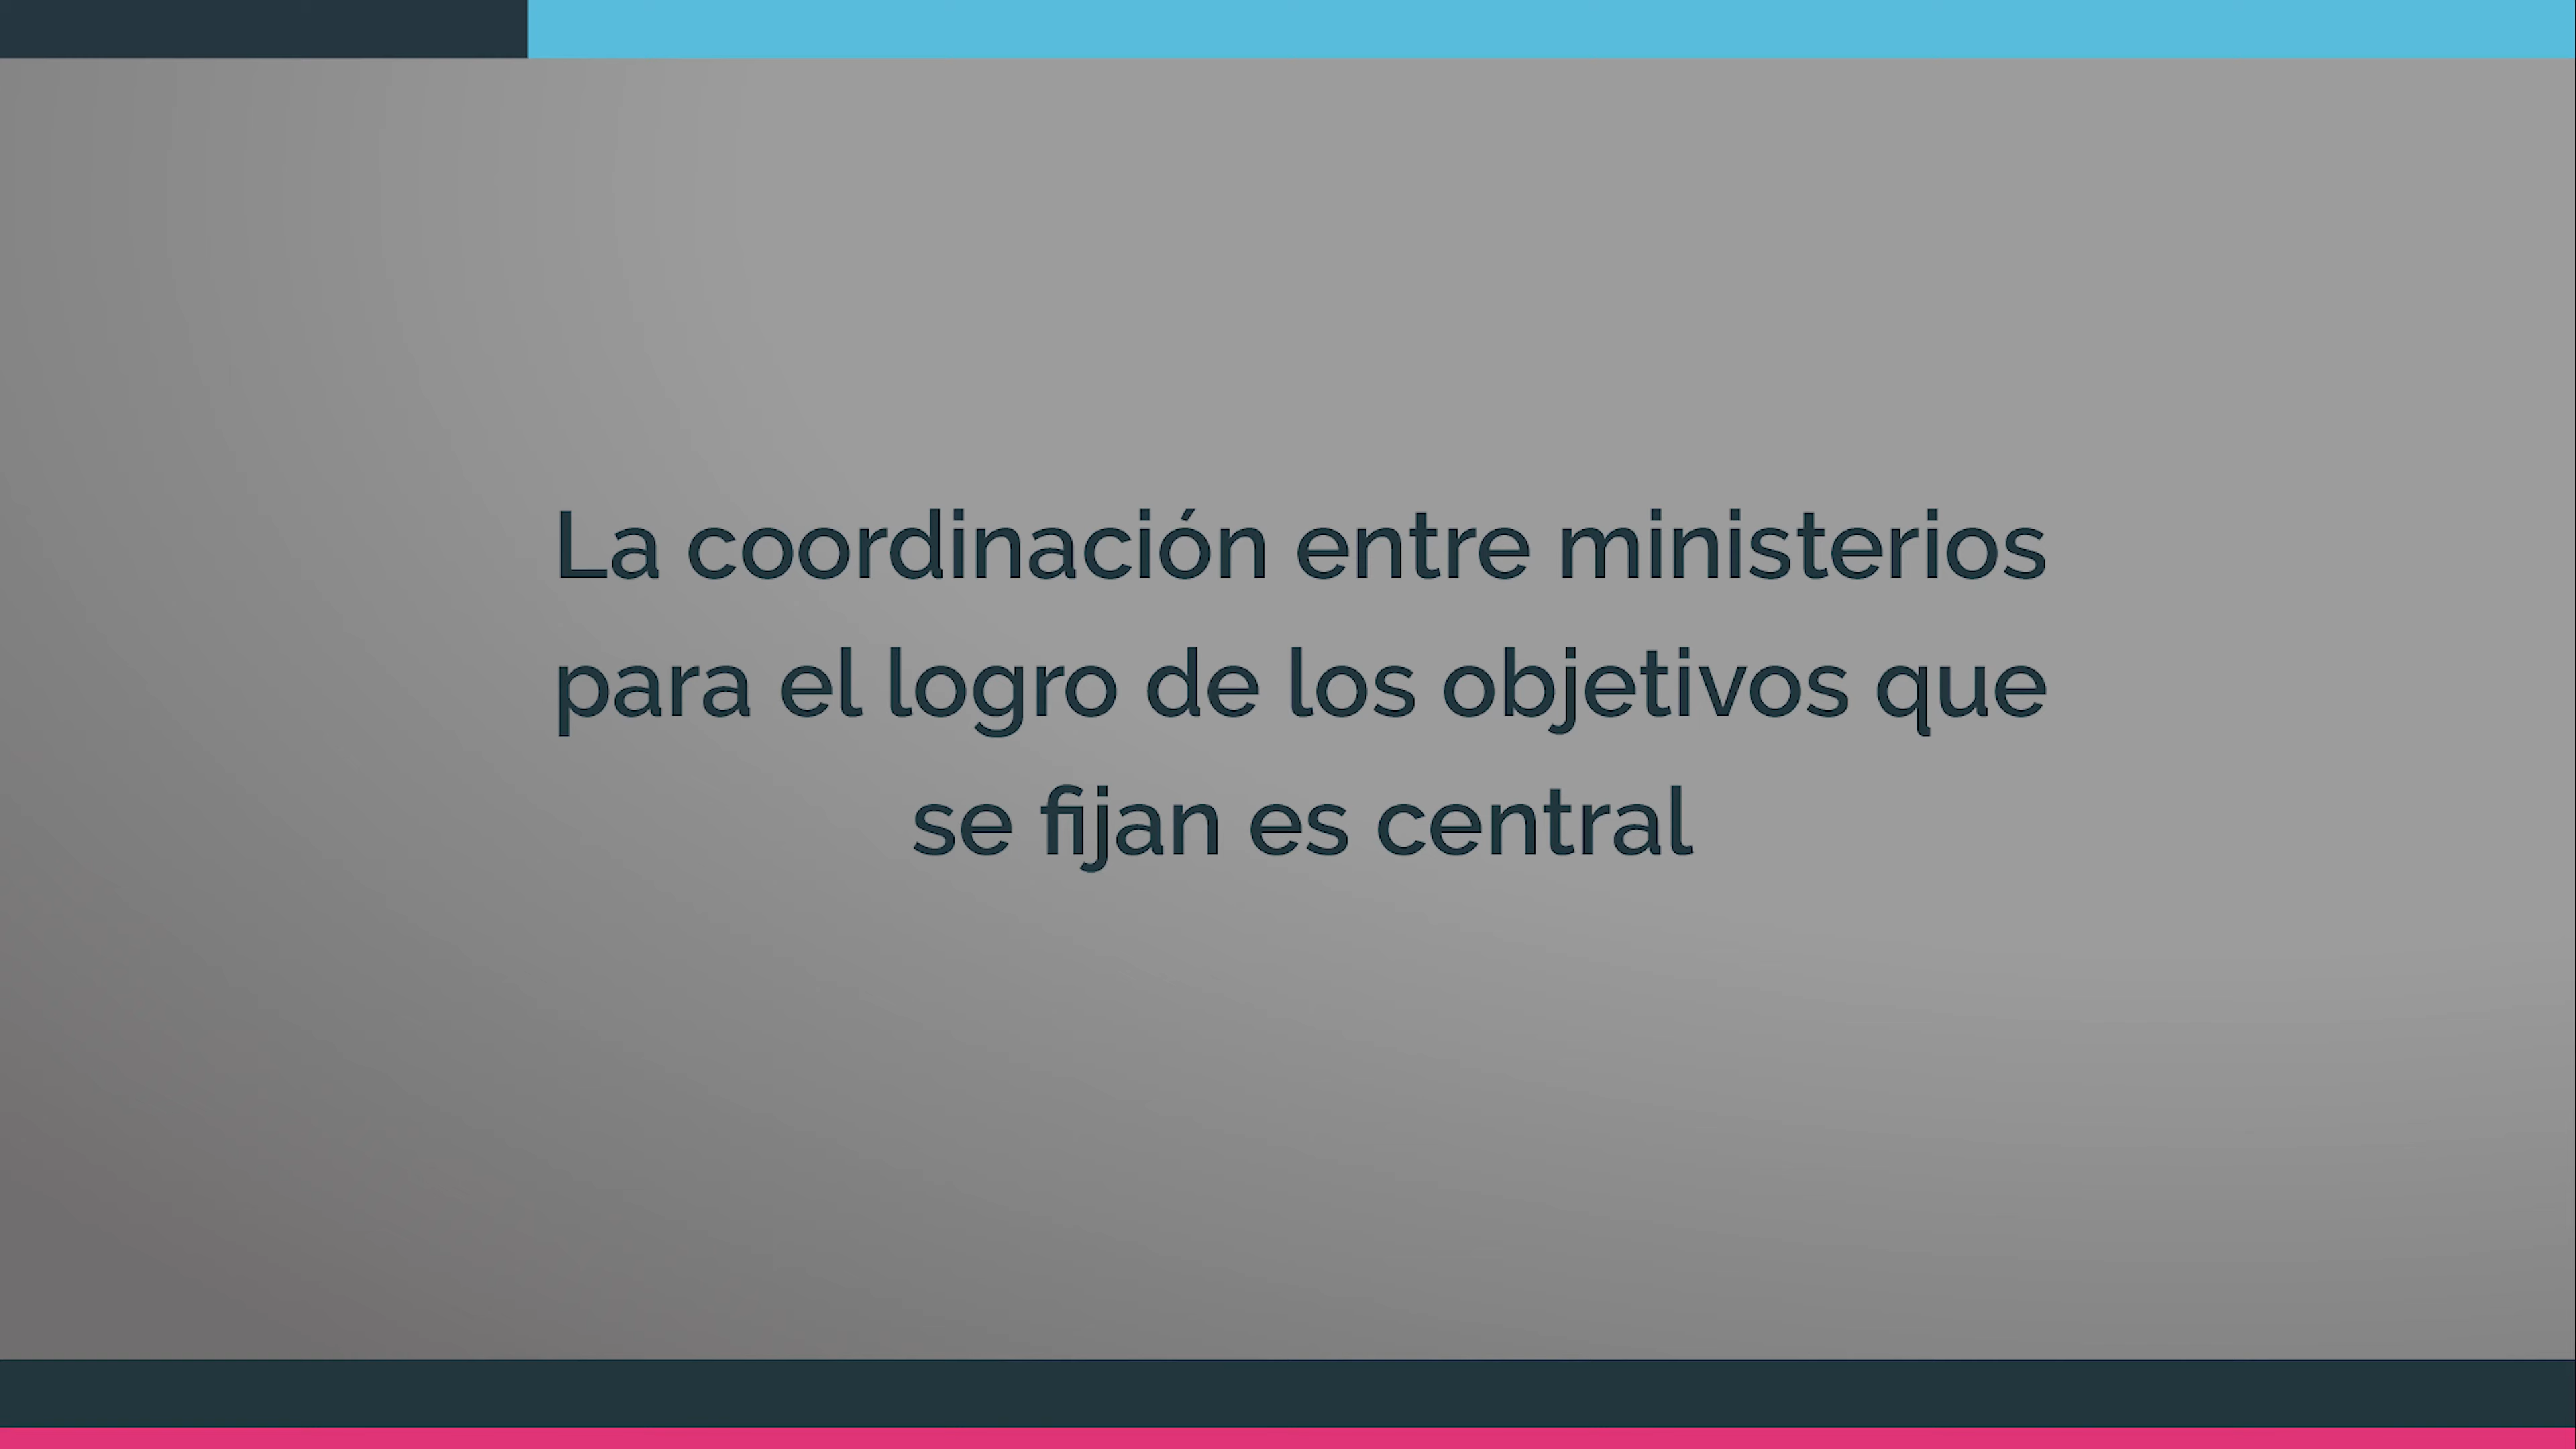 La coordinación entre ministerios
para el logro de los objetivos que
se fijan es central